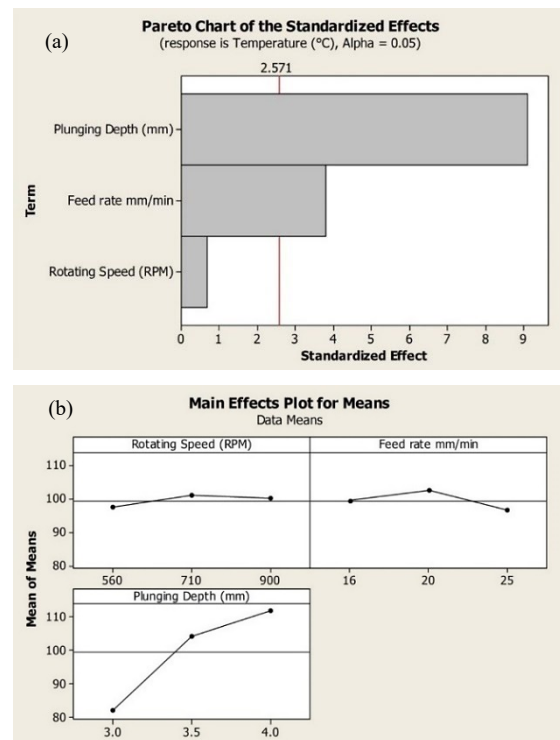 (a)
Pareto Chart of the Standardized Effects
(response is Temperature (°C), Alpha = 0.05)
2.571
Term
Plunging Depth (mm)
Feed rate mm/min
Rotating Speed (RPM)
0 1 2 3 4 5 6 7 8 9
Standardized Effect
(b)
Main Effects Plot for Means
Data Means
Mean of Means
Rotating Speed (RPM) Feed rate mm/min
110
100
90
80
560 710 900 16 20 25
Plunging Depth (mm)
110
100
90
80
3.0 3.5 4.0